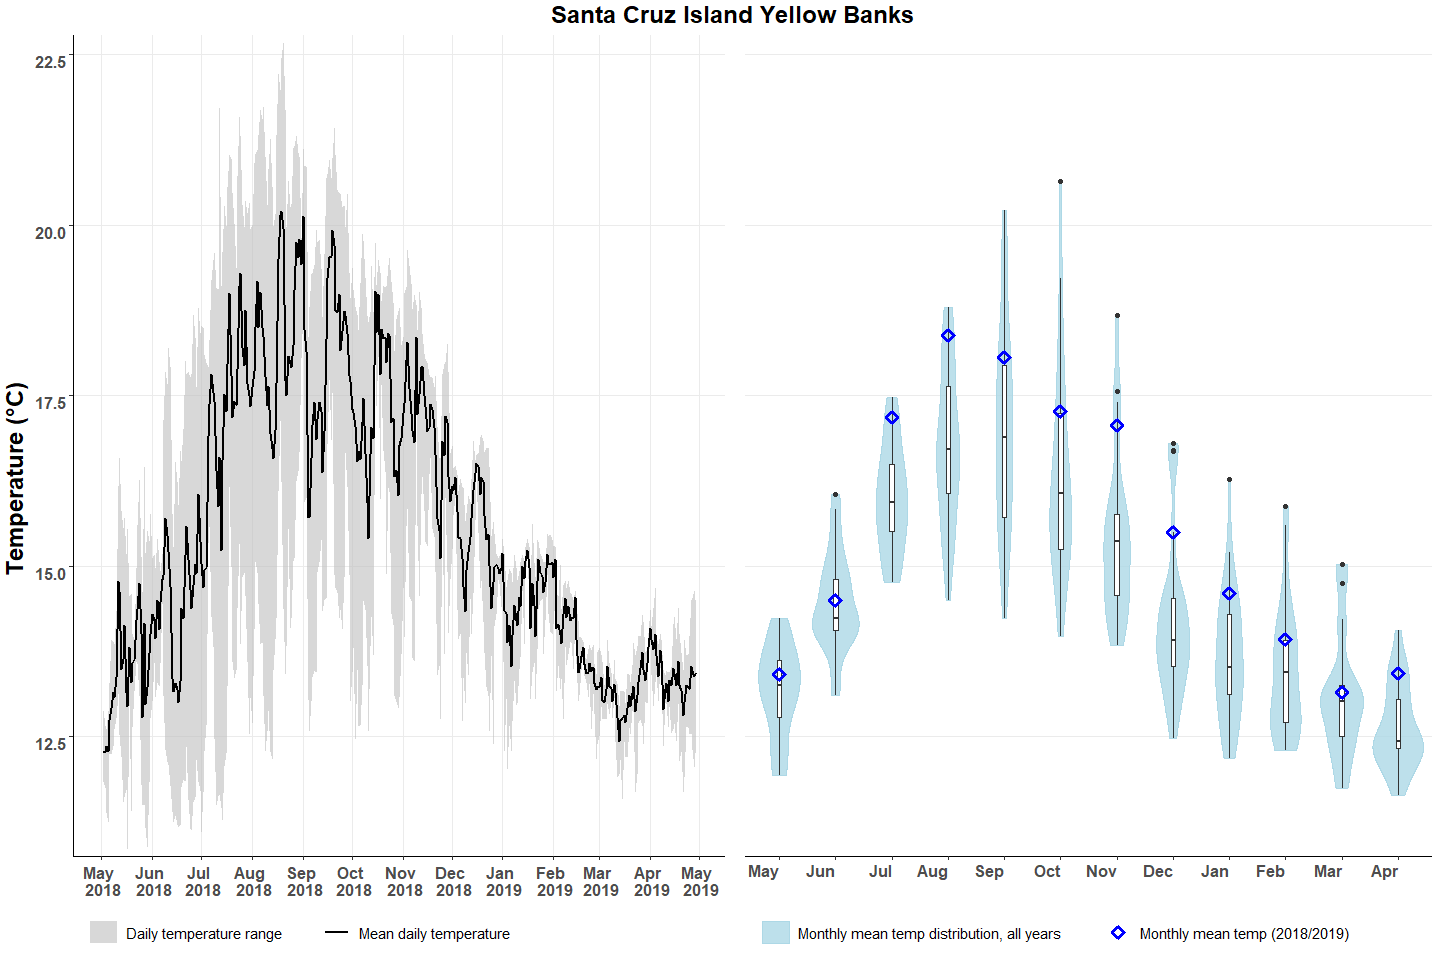 Santa Cruz Island Yellow Banks
Temperature (°C)
22.5
20.0
17.5
15.0
12.5
May Jun Jul Aug Sep Oct Nov Dec Jan Feb Mar Apr May
2018 2018 2018 2018 2018 2018 2018 2018 2019 2019 2019 2019 2019
May Jun Jul Aug Sep Oct Nov Dec Jan Feb Mar Apr
Daily temperature range
Mean daily temperature
Monthly mean temp distribution, all years
Monthly mean temp (2018/2019)